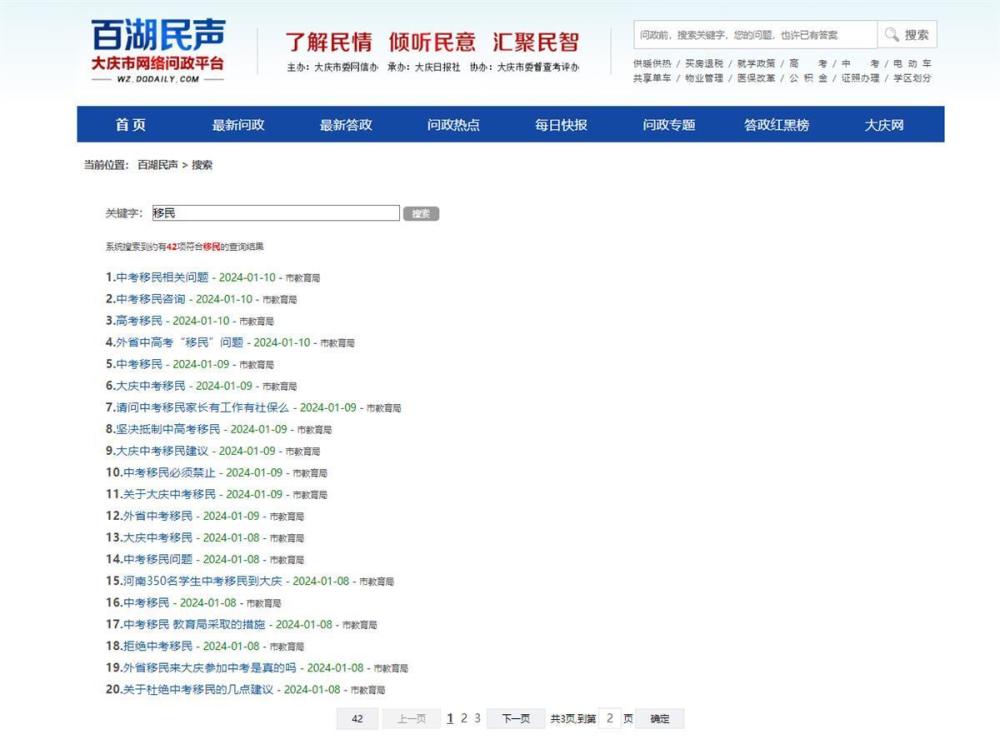 百湖民声
大庆市网络问政平台
WZ.DQDAILY.COM
了解民情 倾听民意 汇聚民智
主办：大庆市委网信办 承办：大庆日报社 协办：大庆市委督查考评办
问政前，搜索关键字，您的问题，也许已有答案 搜索
供暖供热 / 买房退税 / 就学政策 / 高 考 / 中 考 / 电 动 车
共享单车 / 物业管理 / 医保改革 / 公 积 金 / 证照办理 / 学区划分
首 页 最新问政 最新答政 问政热点 每日快报 问政专题 答政红黑榜 大庆网
当前位置： 百湖民声 > 搜索
关键字： 移民 搜索
系统搜索到约有42项符合移民的查询结果
1.中考移民相关问题 - 2024-01-10 - 市教育局
2.中考移民咨询 - 2024-01-10 - 市教育局
3.高考移民 - 2024-01-10 - 市教育局
4.外省中高考“移民”问题 - 2024-01-10 - 市教育局
5.中考移民 - 2024-01-09 - 市教育局
6.大庆中考移民 - 2024-01-09 - 市教育局
7.请问中考移民家长有工作有社保么 - 2024-01-09 - 市教育局
8.坚决抵制中高考移民 - 2024-01-09 - 市教育局
9.大庆中考移民建议 - 2024-01-09 - 市教育局
10.中考移民必须禁止 - 2024-01-09 - 市教育局
11.关于大庆中考移民 - 2024-01-09 - 市教育局
12.外省中考移民 - 2024-01-09 - 市教育局
13.大庆中考移民 - 2024-01-08 - 市教育局
14.中考移民问题 - 2024-01-08 - 市教育局
15.河南350名学生中考移民到大庆 - 2024-01-08 - 市教育局
16.中考移民 - 2024-01-08 - 市教育局
17.中考移民 教育局采取的措施 - 2024-01-08 - 市教育局
18.拒绝中考移民 - 2024-01-08 - 市教育局
19.外省移民来大庆参加中考是真的吗 - 2024-01-08 - 市教育局
20.关于杜绝中考移民的几点建议 - 2024-01-08 - 市教育局
42 上一页 1 2 3 下一页 共3页,到第 2 页 确定